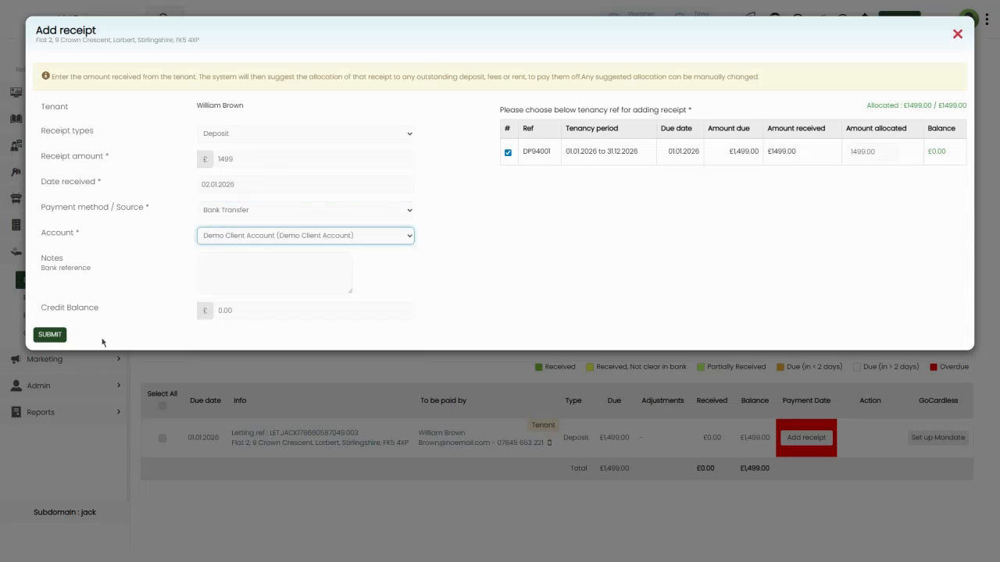 Weather
Time
Add receipt
Flat 2, 9 Crown Crescent, Larbert, Stirlingshire, FK5 4XP
Enter the amount received from the tenant. The system will then suggest the allocation of that receipt to any outstanding deposit, fees or rent, to pay them off.Any suggested allocation can be manually changed.
Tenant William Brown
Please choose below tenancy ref for adding receipt * Allocated : £1499.00 / £1499.00
Receipt types Deposit
# Ref Tenancy period Due date Amount due Amount received Amount allocated Balance
DP94001 01.01.2026 to 31.12.2026 01.01.2026 £1,499.00 £1499.00 1499.00 £0.00
Receipt amount * £ 1499
Date received * 02.01.2026
Payment method / Source * Bank Transfer
Account * Demo Client Account (Demo Client Account)
Notes
Bank reference
Credit Balance £ 0.00
SUBMIT
Marketing
Admin
Reports
Subdomain : jack
Received Received, Not clear in bank Partially Received Due (in < 2 days) Due (in > 2 days) Overdue
Select All Due date Info To be paid by Type Due Adjustments Received Balance Payment Date Action GoCardless
Tenant
01.01.2026 Letting ref : LET.JACK178660587049.003 William Brown Deposit £1,499.00 - £0.00 £1,499.00 Add receipt Set up Mandate
Flat 2, 9 Crown Crescent, Larbert, Stirlingshire, FK5 4XP Brown@noemail.com - 07845 653 221
Total £1,499.00 £0.00 £1,499.00